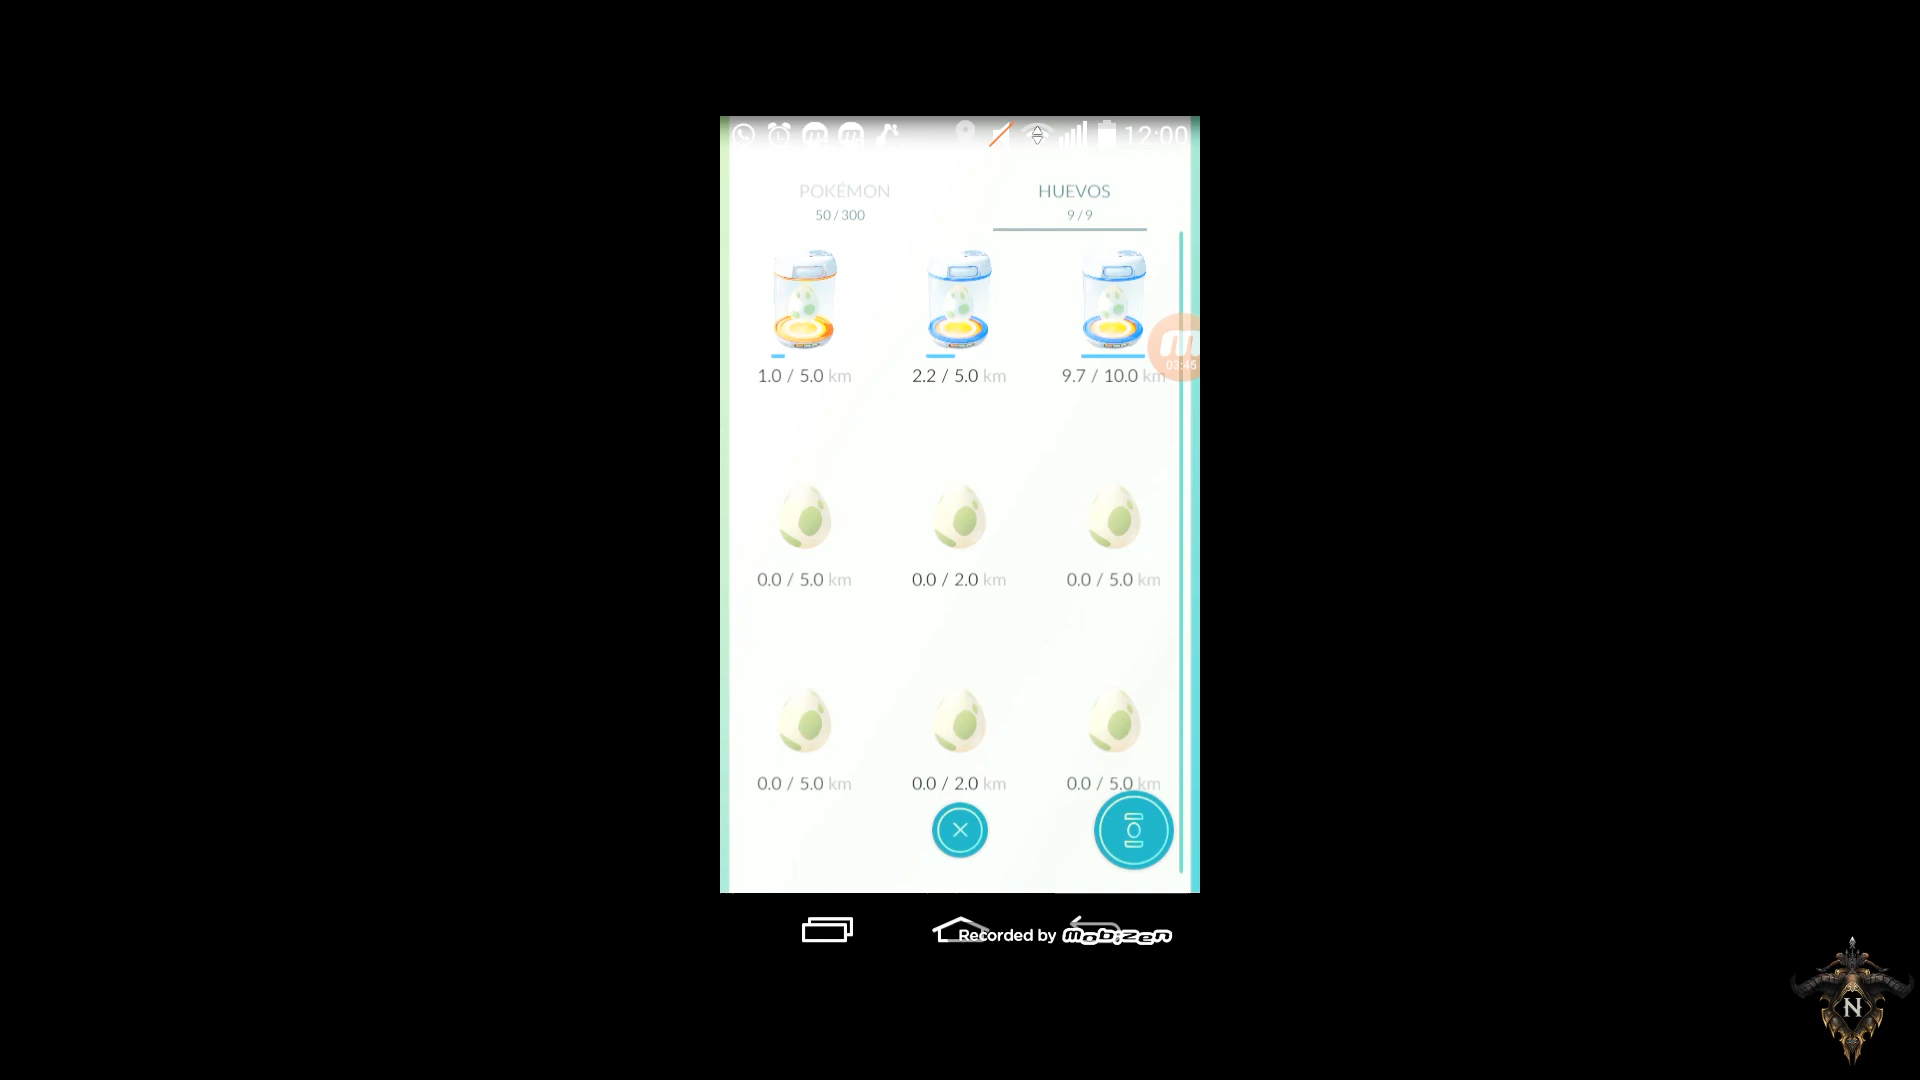 12:00
POKÉMON HUEVOS
50 / 300 9 / 9
1.0 / 5.0 km 2.2 / 5.0 km 9.7 / 10.0 km
m
03:45
0.0 / 5.0 km 0.0 / 2.0 km 0.0 / 5.0 km
0.0 / 5.0 km 0.0 / 2.0 km 0.0 / 5.0 km
Recorded by mobizen
N